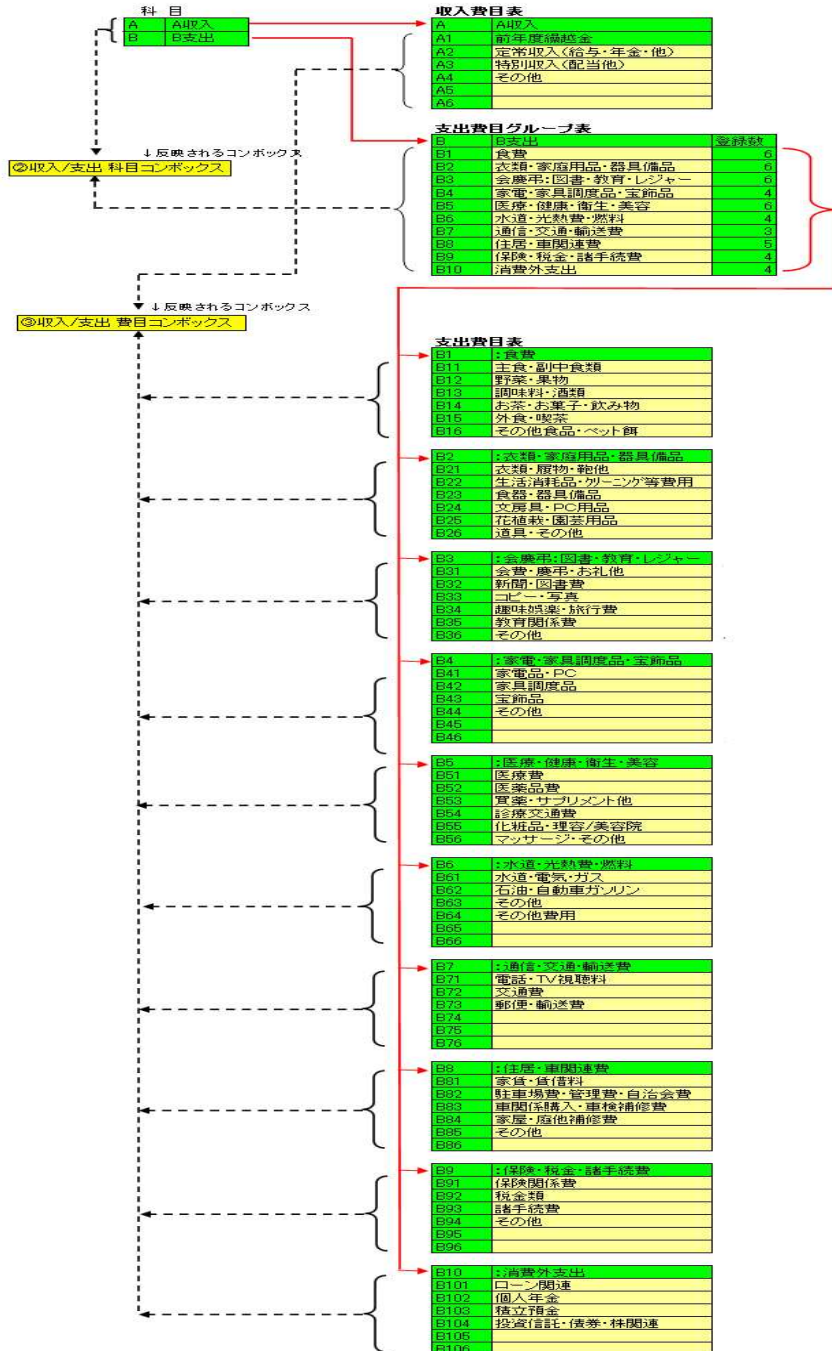 科 目
A A収入
B B支出
収入費目表
A A収入
A1 前年度繰越金
A2 定常収入(給与・年金・他)
A3 特別収入(配当他)
A4 その他
A5
A6
↓反映されるコンボックス
②収入/支出 科目コンボックス
支出費目グループ表
B B支出 登録数
B1 食費 6
B2 衣類・家庭用品・器具備品 6
B3 会慶弔:図書・教育・レジャー 6
B4 家電・家具調度品・宝飾品 4
B5 医療・健康・衛生・美容 6
B6 水道・光熱費・燃料 4
B7 通信・交通・輸送費 3
B8 住居・車関連費 5
B9 保険・税金・諸手続費 4
B10 消費外支出 4
↓反映されるコンボックス
③収入/支出 費目コンボックス
支出費目表
B1 :食費
B11 主食・副中食類
B12 野菜・果物
B13 調味料・酒類
B14 お茶・お菓子・飲み物
B15 外食・喫茶
B16 その他食品・ペット餌
B2 :衣類・家庭用品・器具備品
B21 衣類・履物・鞄他
B22 生活消耗品・クリーニング等費用
B23 食器・器具備品
B24 文房具・PC用品
B25 花植栽・園芸用品
B26 道具・その他
B3 :会慶弔:図書・教育・レジャー
B31 会費・慶弔・お礼他
B32 新聞・図書費
B33 コピー・写真
B34 趣味娯楽・旅行費
B35 教育関係費
B36 その他
B4 :家電・家具調度品・宝飾品
B41 家電品・PC
B42 家具調度品
B43 宝飾品
B44 その他
B45
B46
B5 :医療・健康・衛生・美容
B51 医療費
B52 医薬品費
B53 買薬・サプリメント他
B54 診療交通費
B55 化粧品・理容/美容院
B56 マッサージ・その他
B6 :水道・光熱費・燃料
B61 水道・電気・ガス
B62 石油・自動車ガソリン
B63 その他
B64 その他費用
B65
B66
B7 :通信・交通・輸送費
B71 電話・TV視聴料
B72 交通費
B73 郵便・輸送費
B74
B75
B76
B8 :住居・車関連費
B81 家賃・賃借料
B82 駐車場費・管理費・自治会費
B83 車関係購入・車検補修費
B84 家屋・庭他補修費
B85 その他
B86
B9 :保険・税金・諸手続費
B91 保険関係費
B92 税金類
B93 諸手続費
B94 その他
B95
B96
B10 :消費外支出
B101 ローン関連
B102 個人年金
B103 積立預金
B104 投資信託・債券・株関連
B105
B106